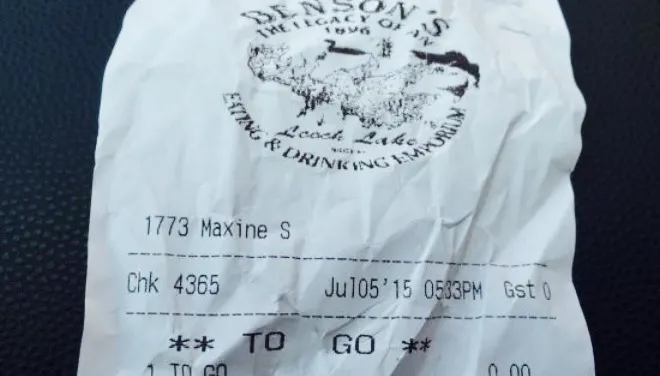 BENSON'S
THE LEGACY OF AN
1896
Leech Lake
EATING & DRINKING EMPORIUM
1773 Maxine S
Chk 4365 Jul05'15 0533PM Gst 0
** TO GO **
1 TO GO 0.00